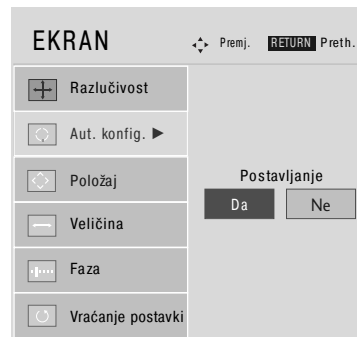 EKRAN
Premj. RETURN Preth.
Razlučivost
Aut. konfig. ►
Položaj
Veličina
Faza
Vraćanje postavki
Postavljanje
Da Ne